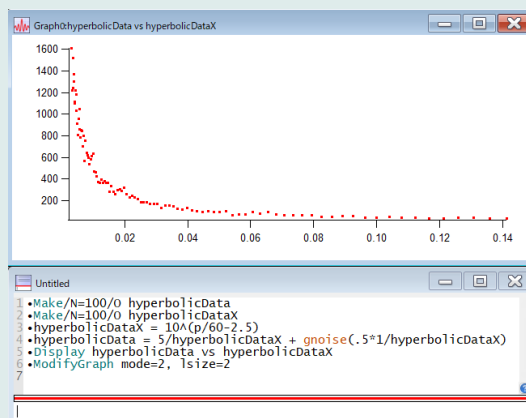 Graph0:hyperbolicData vs hyperbolicDataX
1600
1400
1200
1000
800
600
400
200
0.02 0.04 0.06 0.08 0.10 0.12 0.14
Untitled
1 •Make/N=100/O hyperbolicData
2 •Make/N=100/O hyperbolicDataX
3 •hyperbolicDataX = 10^(p/60-2.5)
4 •hyperbolicData = 5/hyperbolicDataX + gnoise(.5*1/hyperbolicDataX)
5 •Display hyperbolicData vs hyperbolicDataX
6 •ModifyGraph mode=2, lsize=2
7